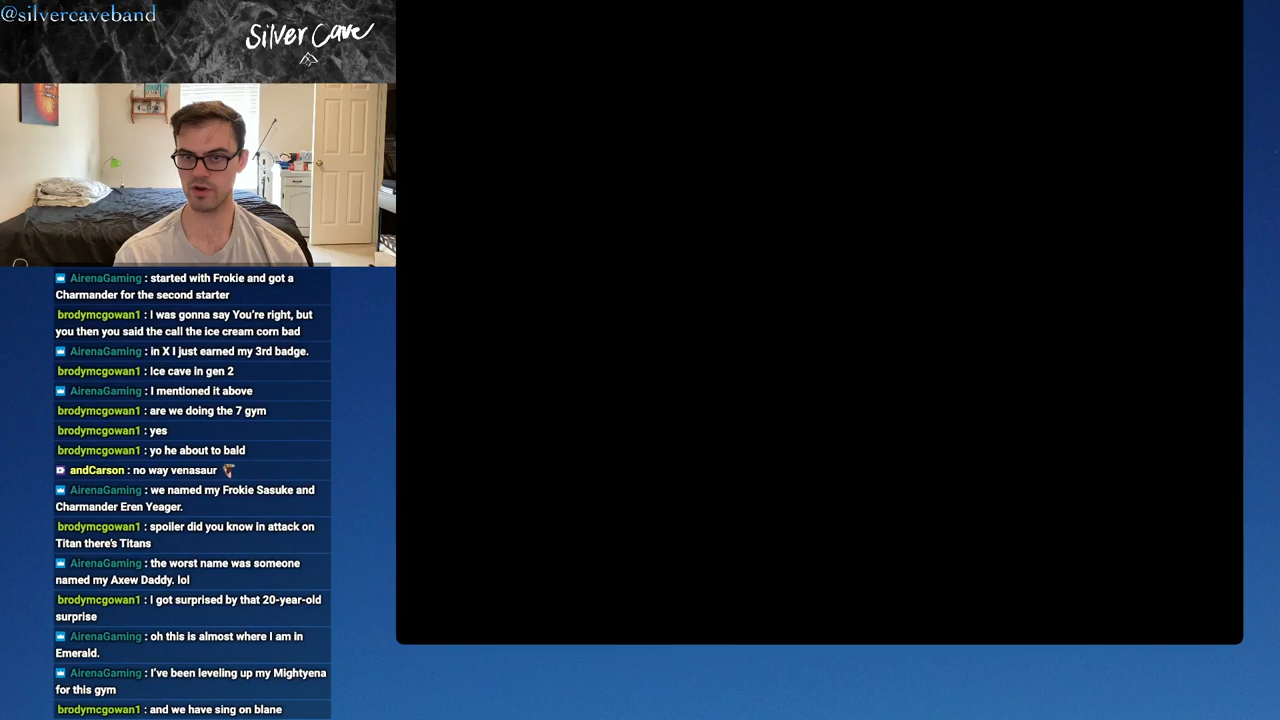 @silvercaveband
Silver Cave
AirenaGaming : started with Frokie and got a
Charmander for the second starter
brodymcgowan1 : I was gonna say You're right, but
you then you said the call the ice cream corn bad
AirenaGaming : in X I just earned my 3rd badge.
brodymcgowan1 : Ice cave in gen 2
AirenaGaming : I mentioned it above
brodymcgowan1 : are we doing the 7 gym
brodymcgowan1 : yes
brodymcgowan1 : yo he about to bald
andCarson : no way venasaur
AirenaGaming : we named my Frokie Sasuke and
Charmander Eren Yeager.
brodymcgowan1 : spoiler did you know in attack on
Titan there's Titans
AirenaGaming : the worst name was someone
named my Axew Daddy. lol
brodymcgowan1 : I got surprised by that 20-year-old
surprise
AirenaGaming : oh this is almost where I am in
Emerald.
AirenaGaming : I've been leveling up my Mightyena
for this gym
brodymcgowan1 : and we have sing on blane